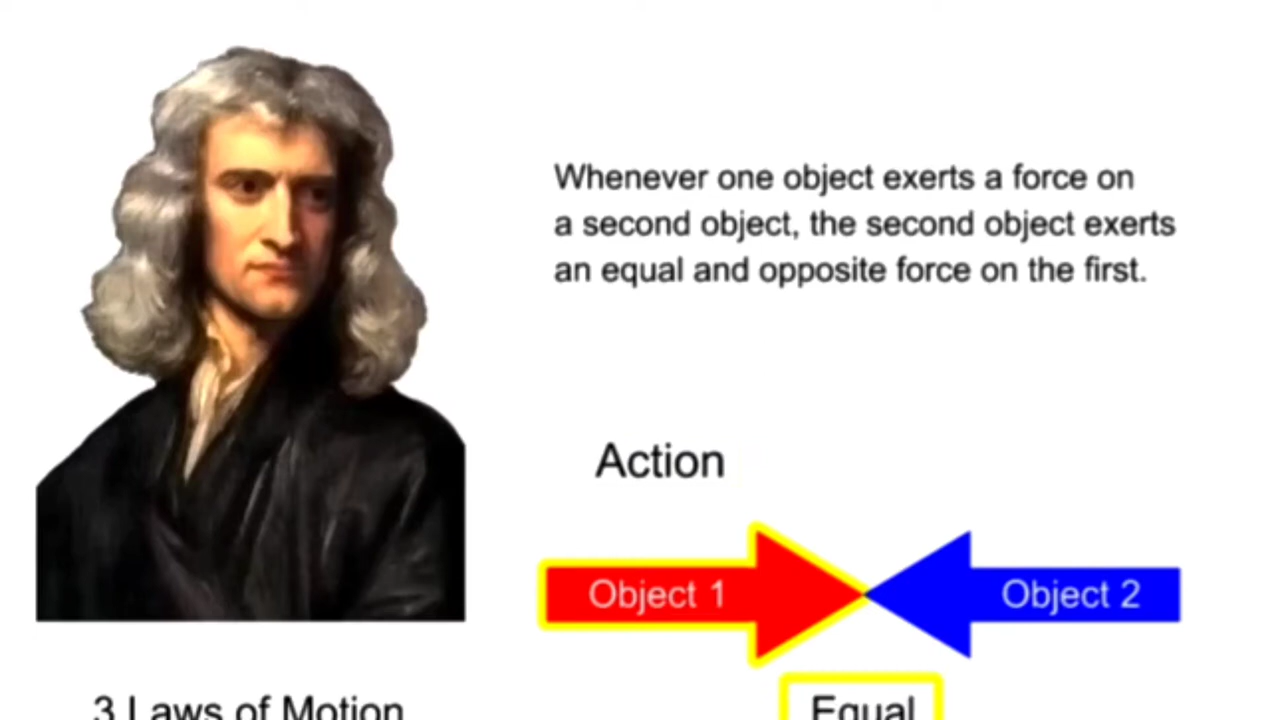 Whenever one object exerts a force on
a second object, the second object exerts
an equal and opposite force on the first.
Action
Object 1
Object 2
3 Laws of Motion
Equal